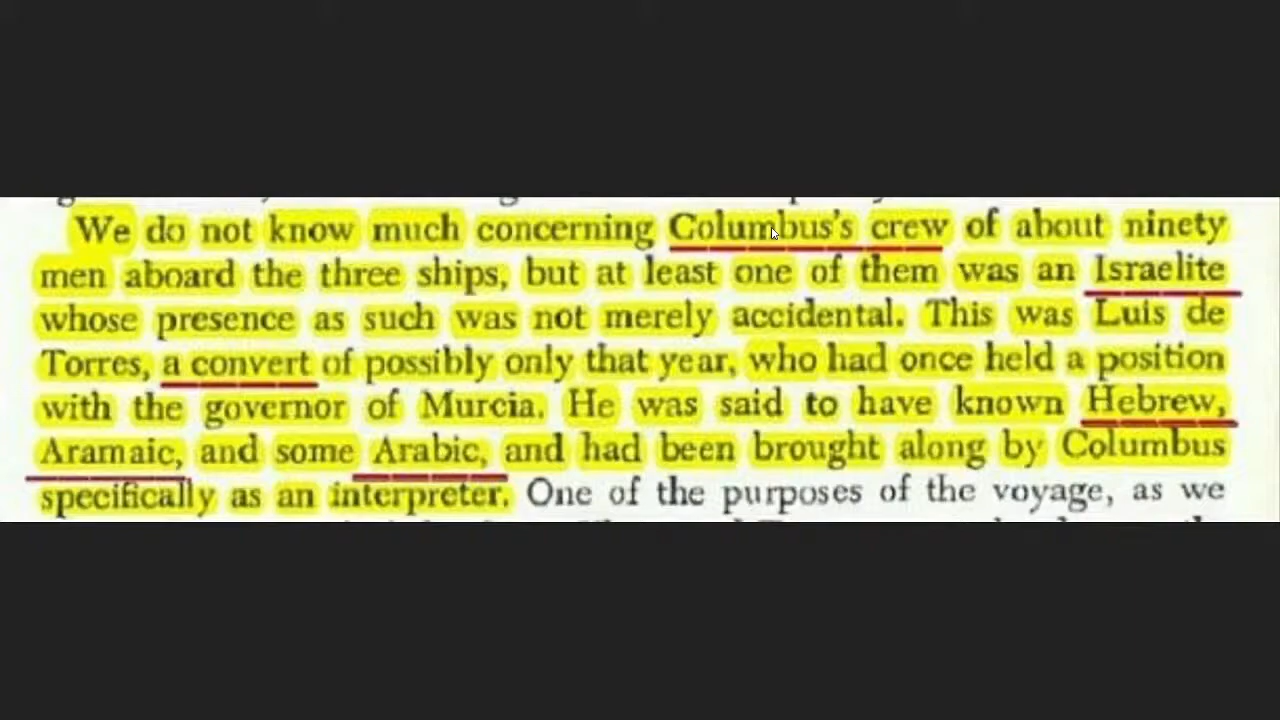 We do not know much concerning Columbus's crew of about ninety
men aboard the three ships, but at least one of them was an Israelite
whose presence as such was not merely accidental. This was Luis de
Torres, a convert of possibly only that year, who had once held a position
with the governor of Murcia. He was said to have known Hebrew,
Aramaic, and some Arabic, and had been brought along by Columbus
specifically as an interpreter. One of the purposes of the voyage, as we